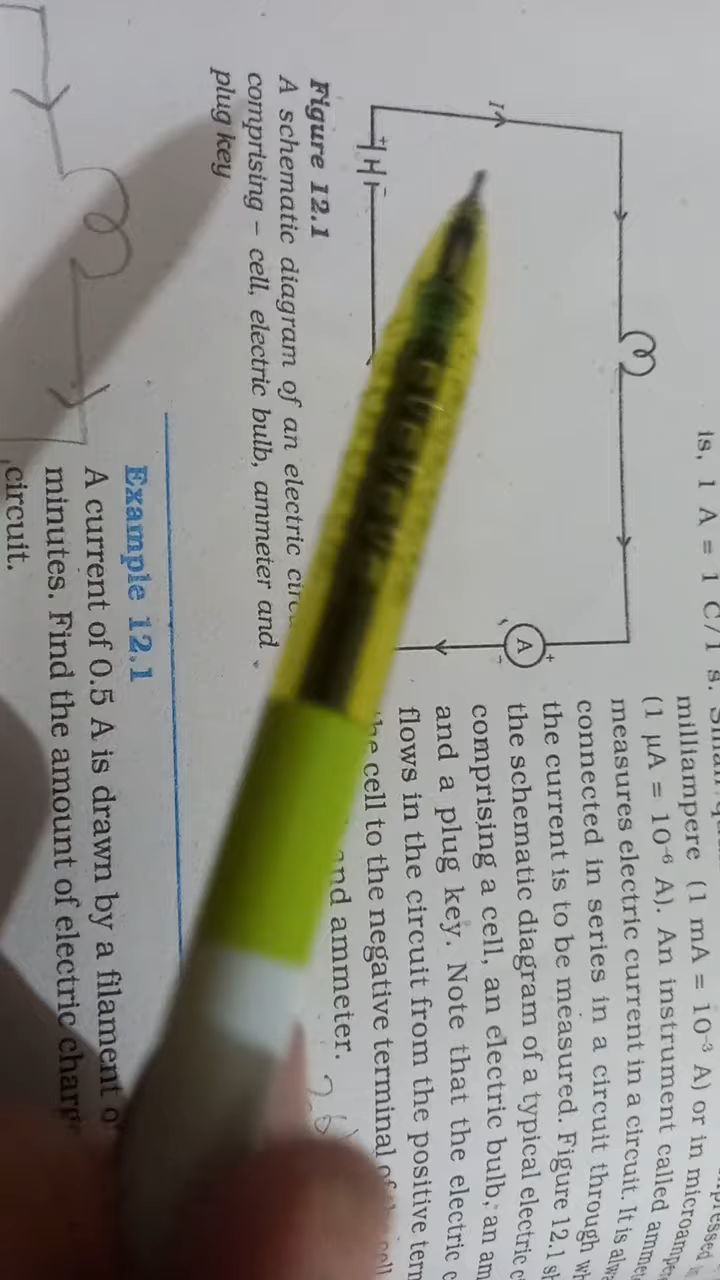 is, 1 A = 1 C/1 s.
milliampere (1 mA = 10⁻³ A) or in
(1 μA = 10⁻⁶ A). An instrument called
measures electric current in a circuit. It is
connected in series in a circuit through
the current is to be measured. Figure 12.1
the schematic diagram of a typical electric
comprising a cell, an electric bulb, an
and a plug key. Note that the electric
flows in the circuit from the positive
the cell to the negative terminal of the cell
and ammeter.
I
+
A
+
-
Figure 12.1
A schematic diagram of an electric
comprising – cell, electric bulb, ammeter and
plug key
Example 12.1
A current of 0.5 A is drawn by a filament
minutes. Find the amount of electric
circuit.